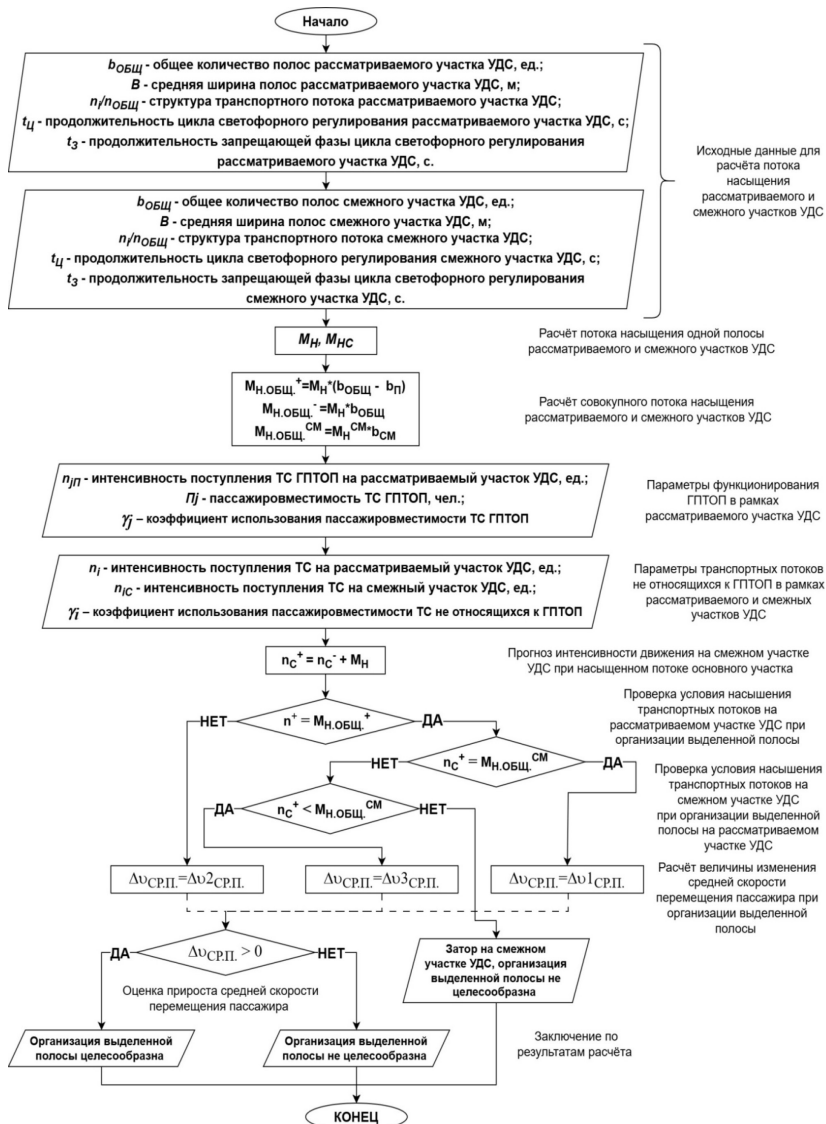 Начало
b_ОБЩ - общее количество полос рассматриваемого участка УДС, ед.;
B - средняя ширина полос рассматриваемого участка УДС, м;
n_i/n_ОБЩ - структура транспортного потока рассматриваемого участка УДС;
t_Ц - продолжительность цикла светофорного регулирования рассматриваемого участка УДС, с;
t_З - продолжительность запрещающей фазы цикла светофорного регулирования
рассматриваемого участка УДС, с.
Исходные данные для
расчёта потока
насыщения
рассматриваемого и
смежного участков УДС
b_ОБЩ - общее количество полос смежного участка УДС, ед.;
B - средняя ширина полос смежного участка УДС, м
n_i/n_ОБЩ - структура транспортного потока смежного участка УДС;
t_Ц - продолжительность цикла светофорного регулирования смежного участка УДС, с;
t_З - продолжительность запрещающей фазы цикла светофорного регулирования
смежного участка УДС, с.
M_Н, M_НС
Расчёт потока насыщения одной полосы
рассматриваемого и смежного участков УДС
M_Н.ОБЩ.^+=M_Н*(b_ОБЩ - b_П)
M_Н.ОБЩ.^-=M_Н*b_ОБЩ
M_Н.ОБЩ.^СМ=M_Н^СМ*b_СМ
Расчёт совокупного потока насыщения
рассматриваемого и смежного участков УДС
n_jП - интенсивность поступления ТС ГПТОП на рассматриваемый участок УДС, ед.;
Пj - пассажировместимость ТС ГПТОП, чел.;
γ_j – коэффициент использования пассажировместимости ТС ГПТОП
Параметры функционирования
ГПТОП в рамках
рассматриваемого участка УДС
n_i - интенсивность поступления ТС на рассматриваемый участок УДС, ед.;
n_iC - интенсивность поступления ТС на смежный участок УДС, ед.;
γ_i – коэффициент использования пассажировместимости ТС не относящихся к ГПТОП
Параметры транспортных потоков
не относящихся к ГПТОП в рамках
рассматриваемого и смежных
участков УДС
n_С^+ = n_С^- + M_Н
Прогноз интенсивности движения на смежном участке
УДС при насыщенном потоке основного участка
n^+ = M_Н.ОБЩ.^+
НЕТ
ДА
Проверка условия насышения
транспортных потоков на
рассматриваемом участке УДС при
организации выделенной полосы
n_С^+ = M_Н.ОБЩ.^СМ
НЕТ
ДА
Проверка условия насышения
транспортных потоков на
смежном участке УДС
при организации выделенной
полосы на рассматриваемом
участке УДС
n_С^+ < M_Н.ОБЩ.^СМ
ДА
НЕТ
Δυ_СР.П.=Δυ2_СР.П.
Δυ_СР.П.=Δυ3_СР.П.
Δυ_СР.П.=Δυ1_СР.П.
Расчёт величины изменения
средней скорости
перемещения пассажира при
организации выделенной
полосы
Δυ_СР.П. > 0
ДА
НЕТ
Оценка прироста средней скорости
перемещения пассажира
Затор на смежном
участке УДС, организация
выделенной полосы не
целесообразна
Организация выделенной
полосы целесообразна
Организация выделенной
полосы не целесообразна
Заключение по
результатам расчёта
КОНЕЦ